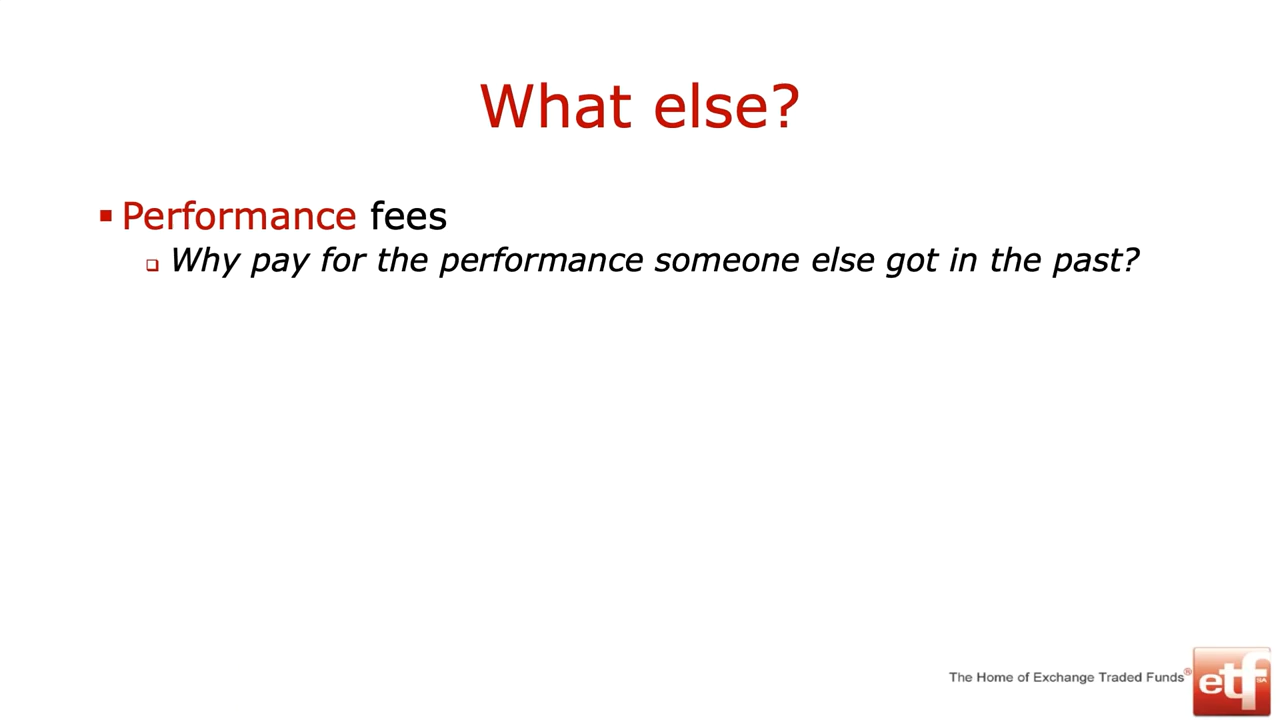 What else?
Performance fees
Why pay for the performance someone else got in the past?
The Home of Exchange Traded Funds®
etf
SA